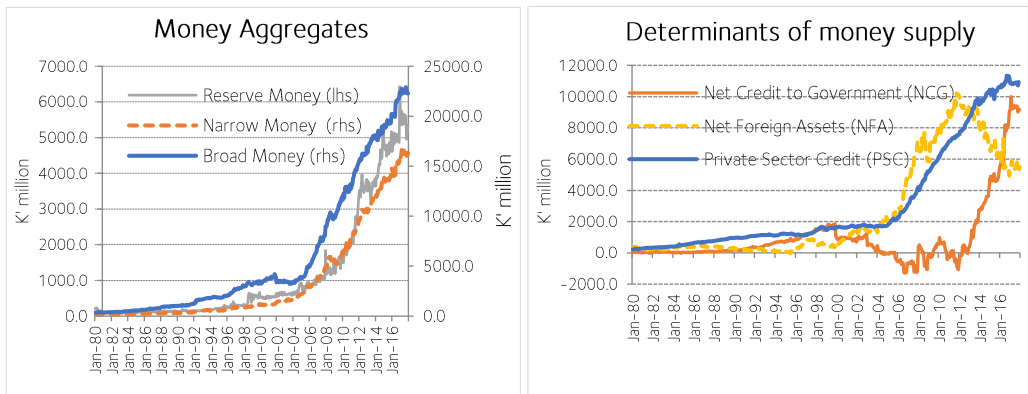 Money Aggregates
7000.0
6000.0
5000.0
4000.0
3000.0
2000.0
1000.0
0.0
K' million
25000.0
20000.0
15000.0
10000.0
5000.0
0.0
K' million
Reserve Money (lhs)
Narrow Money (rhs)
Broad Money (rhs)
Jan-80
Jan-82
Jan-84
Jan-86
Jan-88
Jan-90
Jan-92
Jan-94
Jan-96
Jan-98
Jan-00
Jan-02
Jan-04
Jan-06
Jan-08
Jan-10
Jan-12
Jan-14
Jan-16
Determinants of money supply
12000.0
10000.0
8000.0
6000.0
4000.0
2000.0
0.0
-2000.0
K' million
Net Credit to Government (NCG)
Net Foreign Assets (NFA)
Private Sector Credit (PSC)
Jan-80
Jan-82
Jan-84
Jan-86
Jan-88
Jan-90
Jan-92
Jan-94
Jan-96
Jan-98
Jan-00
Jan-02
Jan-04
Jan-06
Jan-08
Jan-10
Jan-12
Jan-14
Jan-16